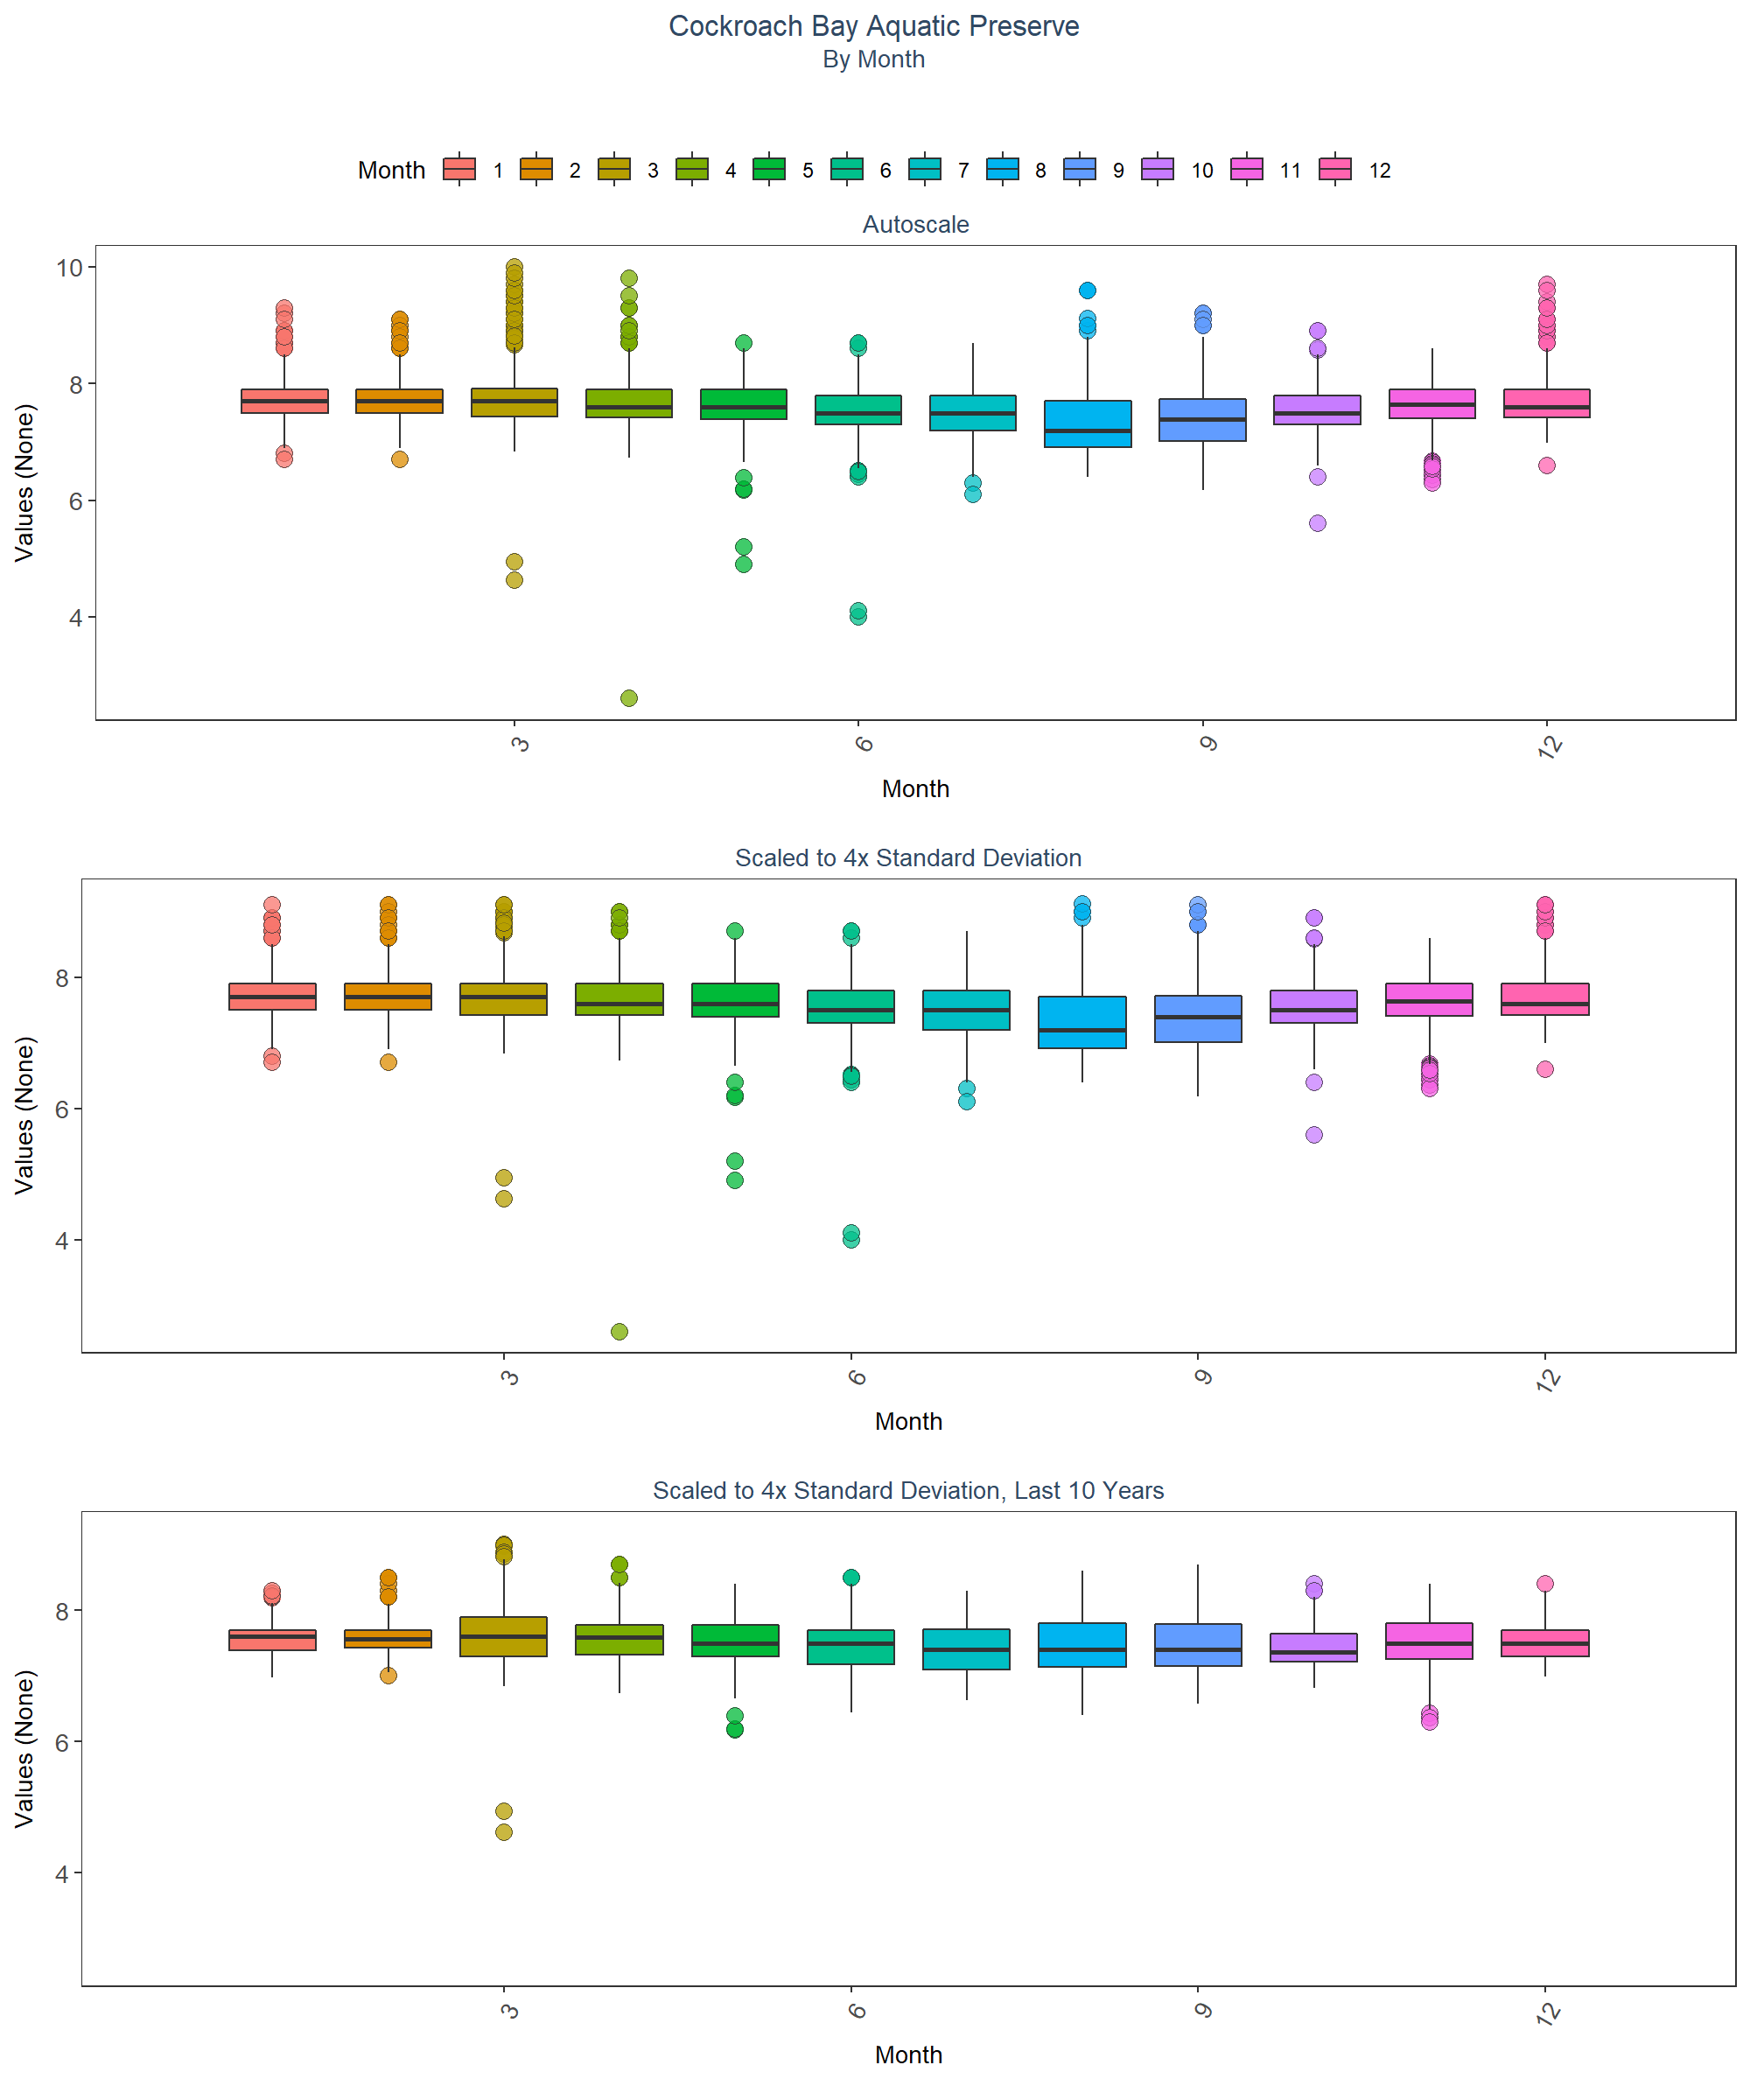 Cockroach Bay Aquatic Preserve
By Month
Month 1 2 3 4 5 6 7 8 9 10 11 12
Autoscale
Values (None)
10
8
6
4
3 6 9 12
Month
Scaled to 4x Standard Deviation
Values (None)
8
6
4
3 6 9 12
Month
Scaled to 4x Standard Deviation, Last 10 Years
Values (None)
8
6
4
3 6 9 12
Month